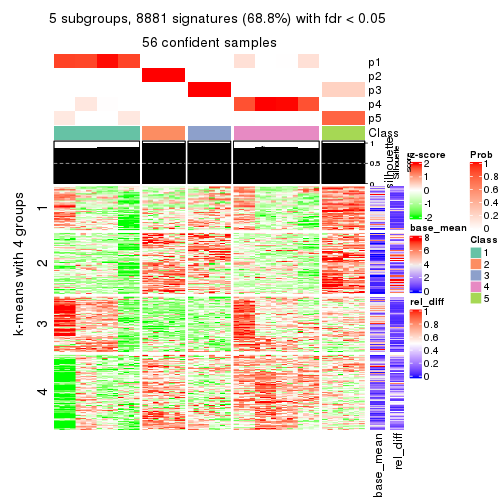 5 subgroups, 8881 signatures (68.8%) with fdr < 0.05
56 confident samples
p1
p2
p3
p4
p5
Class
1
0.5
0
silhouettes
Silhouette
score
k-means with 4 groups
1
2
3
4
base_mean
rel_diff
z-score
2
1
0
-1
-2
base_mean
8
6
4
2
0
rel_diff
1
0.8
0.6
0.4
0.2
0
Prob
1
0.8
0.6
0.4
0.2
0
Class
1
2
3
4
5